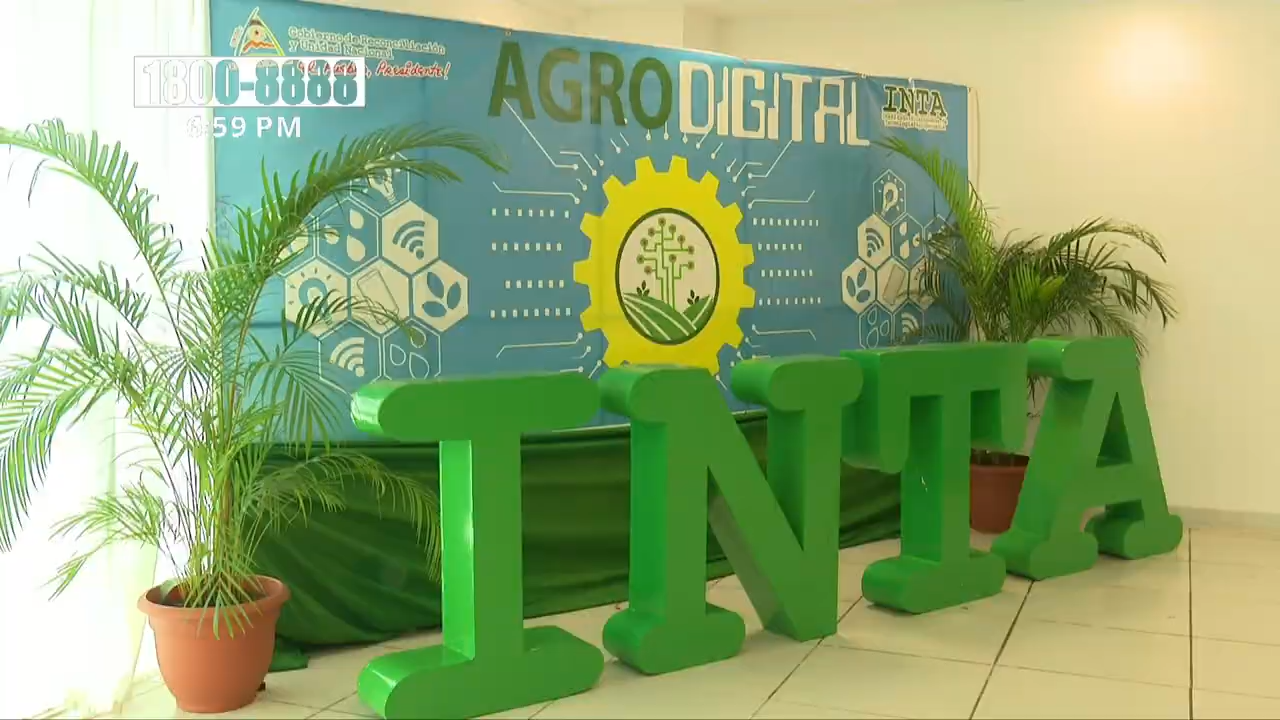 Gobierno de Reconciliación
y Unidad Nacional
Presidente!
1800-8888
6:59 PM
AGRODIGITAL
INTA
INTA